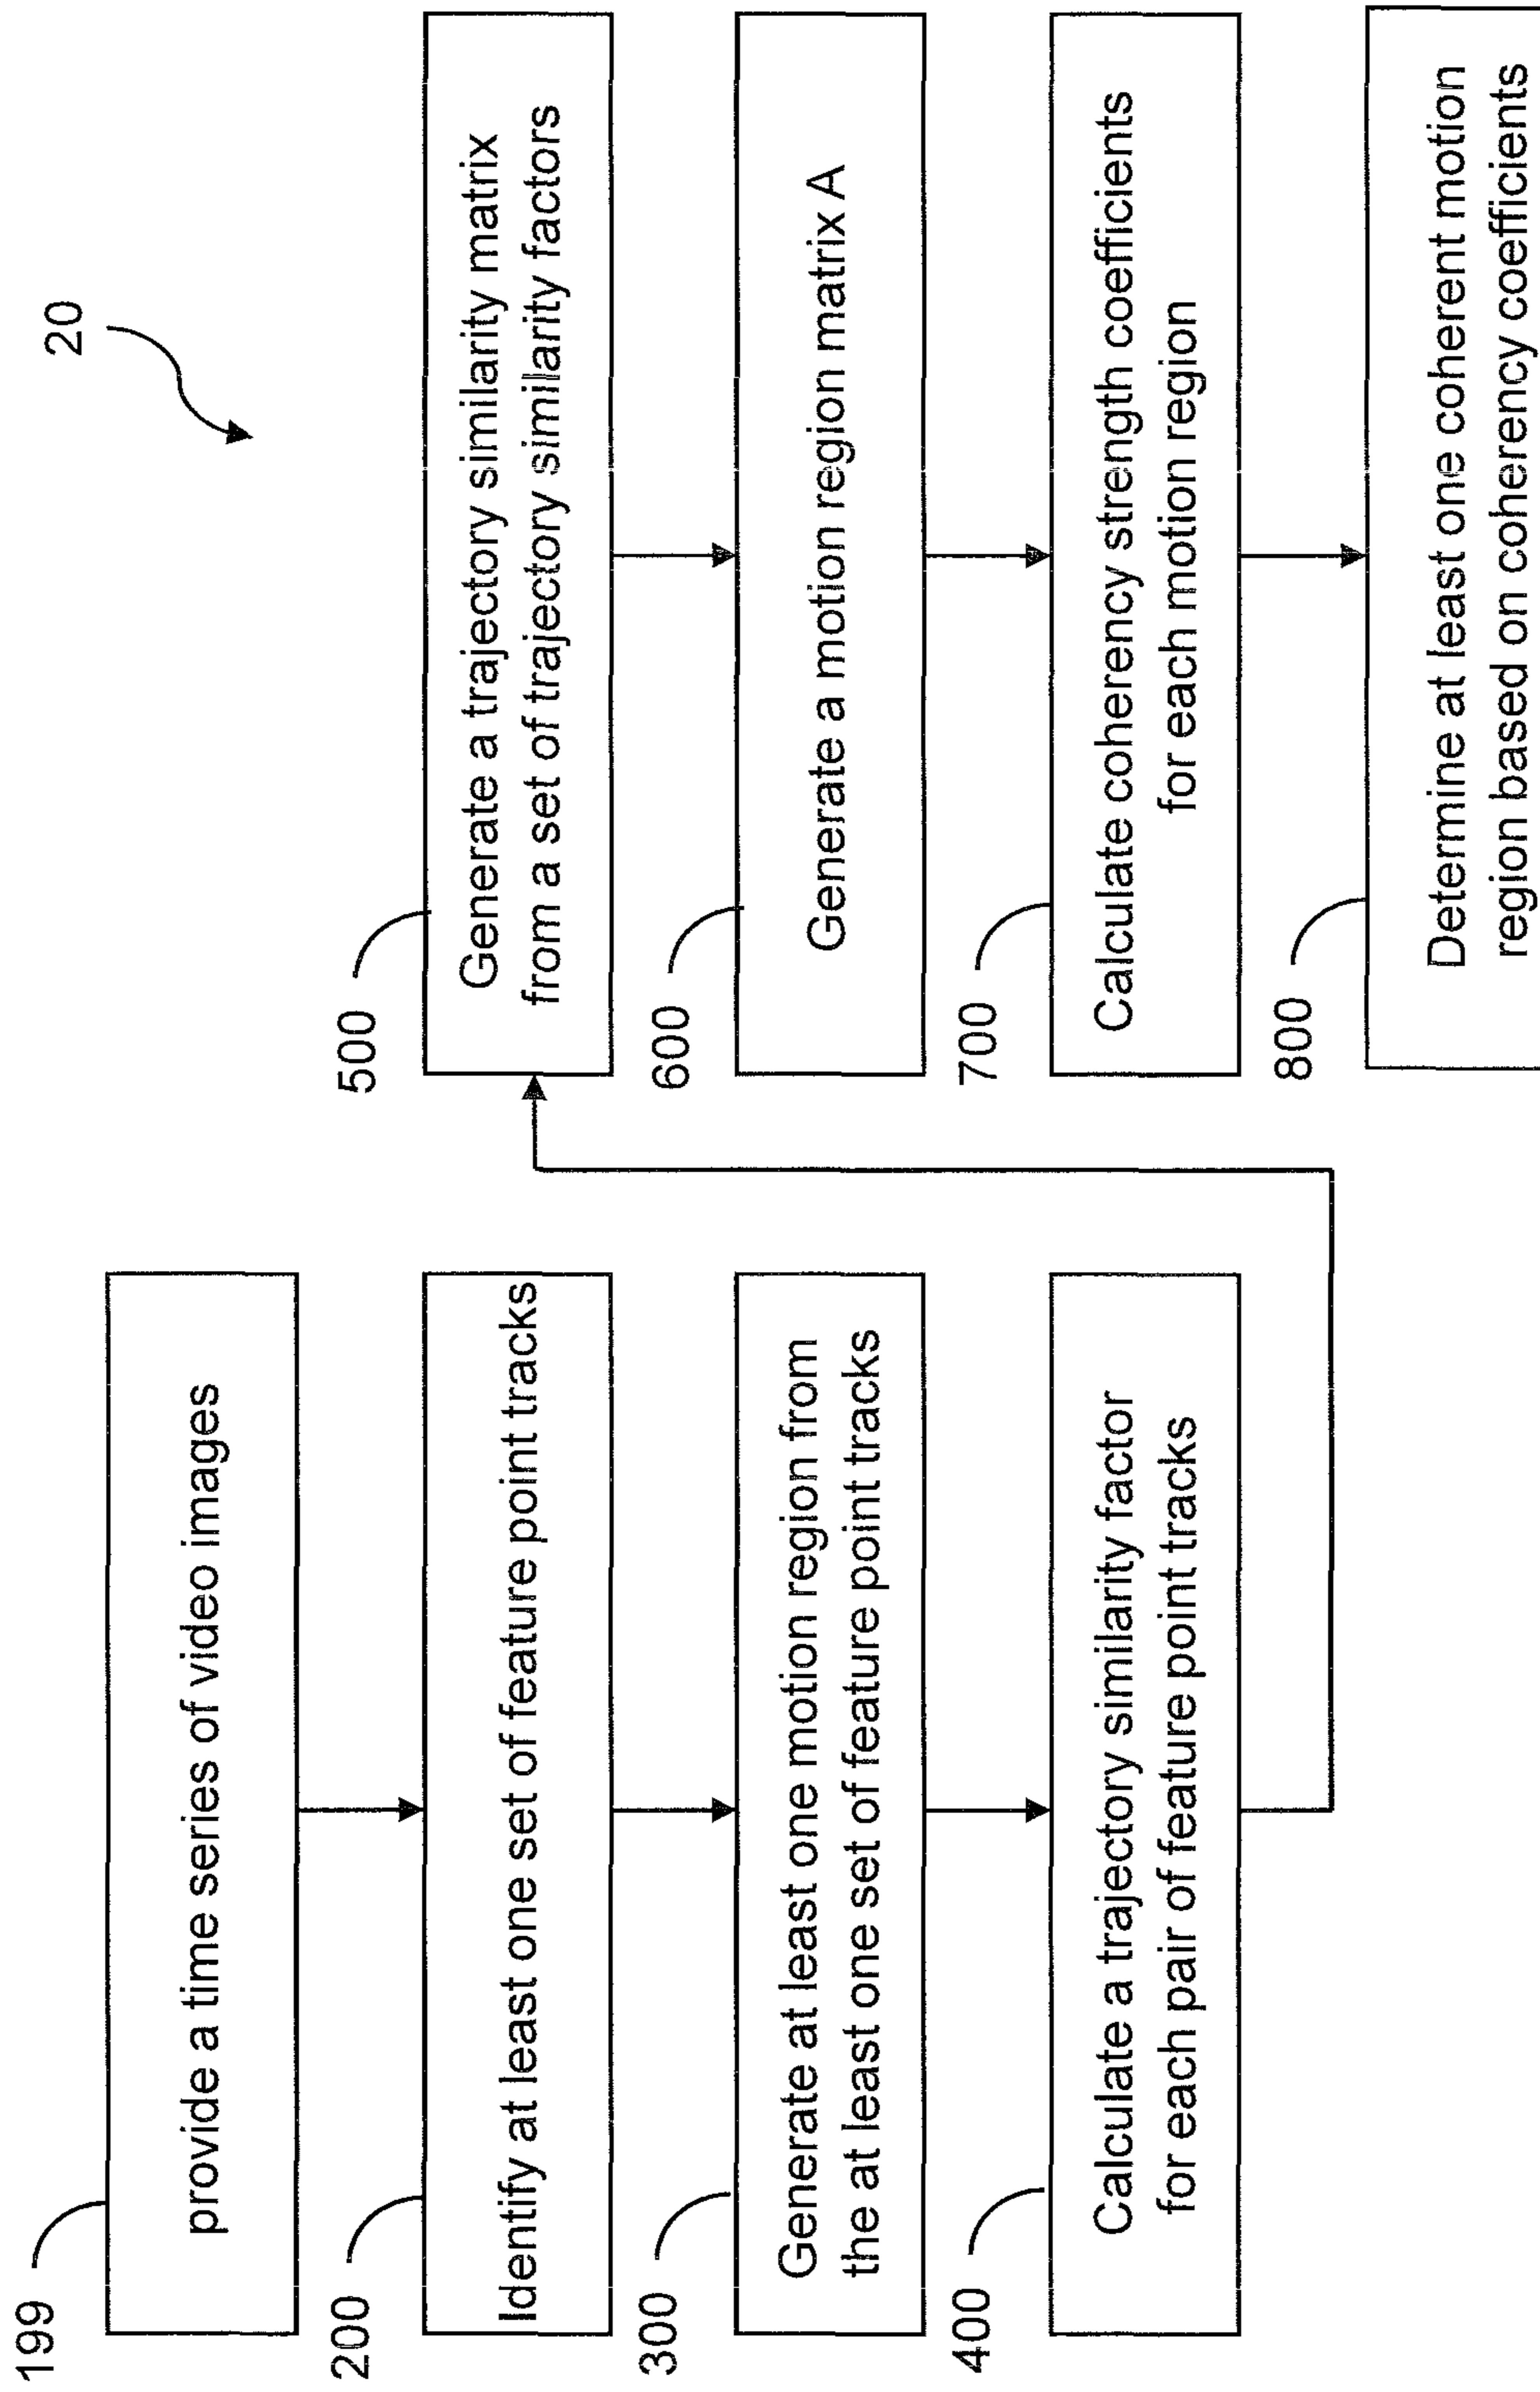 20
199
provide a time series of video images
200
Identify at least one set of feature point tracks
300
Generate at least one motion region from
the at least one set of feature point tracks
400
Calculate a trajectory similarity factor
for each pair of feature point tracks
500
Generate a trajectory similarity matrix
from a set of trajectory similarity factors
600
Generate a motion region matrix A
700
Calculate coherency strength coefficients
for each motion region
800
Determine at least one coherent motion
region based on coherency coefficients